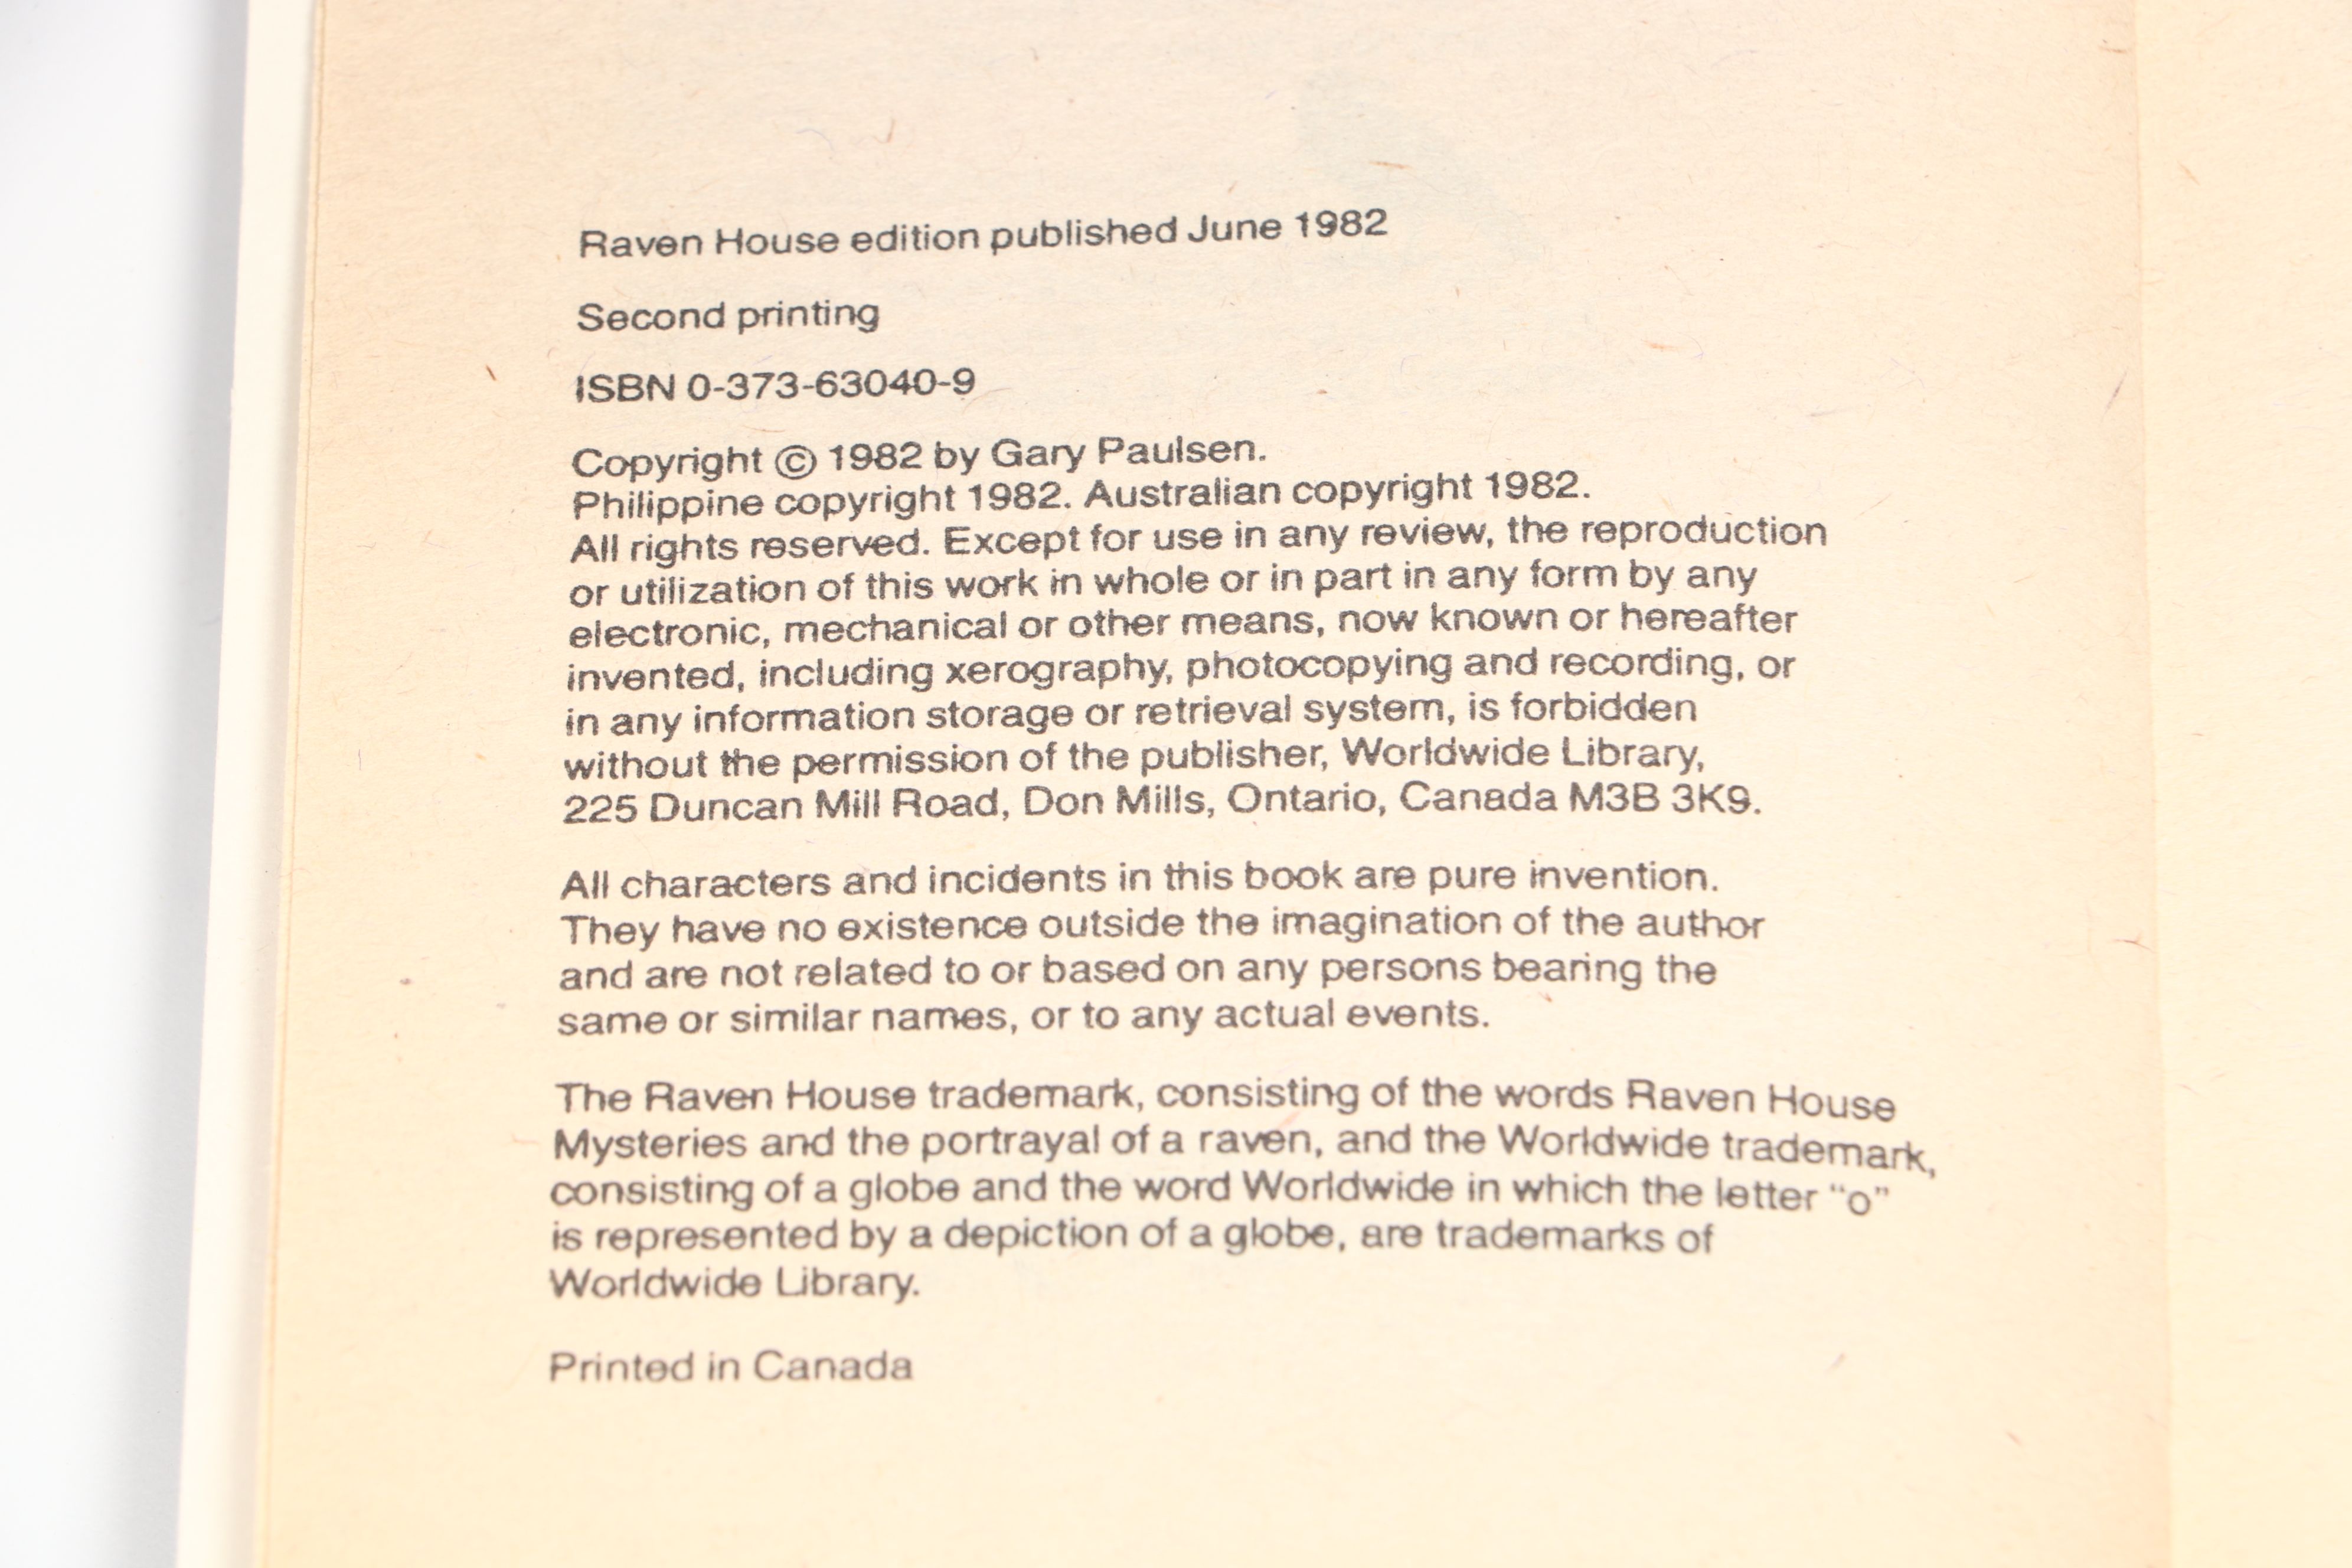 Raven House edition published June 1982
Second printing
ISBN 0-373-63040-9
Copyright © 1982 by Gary Paulsen.
Philippine copyright 1982. Australian copyright 1982.
All rights reserved. Except for use in any review, the reproduction
or utilization of this work in whole or in part in any form by any
electronic, mechanical or other means, now known or hereafter
invented, including xerography, photocopying and recording, or
in any information storage or retrieval system, is forbidden
without the permission of the publisher, Worldwide Library,
225 Duncan Mill Road, Don Mills, Ontario, Canada M3B 3K9.
All characters and incidents in this book are pure invention.
They have no existence outside the imagination of the author
and are not related to or based on any persons bearing the
same or similar names, or to any actual events.
The Raven House trademark, consisting of the words Raven House
Mysteries and the portrayal of a raven, and the Worldwide trademark,
consisting of a globe and the word Worldwide in which the letter “o”
is represented by a depiction of a globe, are trademarks of
Worldwide Library.
Printed in Canada